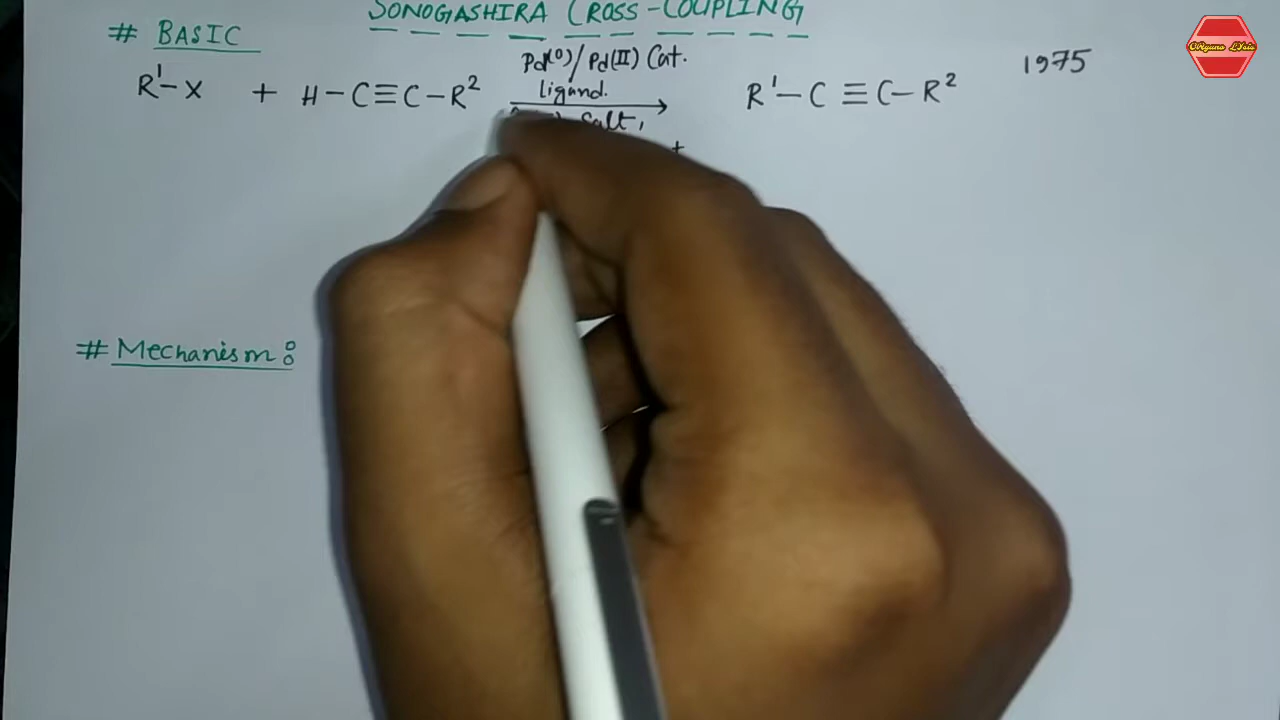 SONOGASHIRA CROSS-COUPLING
# BASIC
1975
R¹-X + H-C≡C-R² Pd(0)/Pd(II) Cat. ligand. Salt, + → R¹-C≡C-R²
# Mechanism: